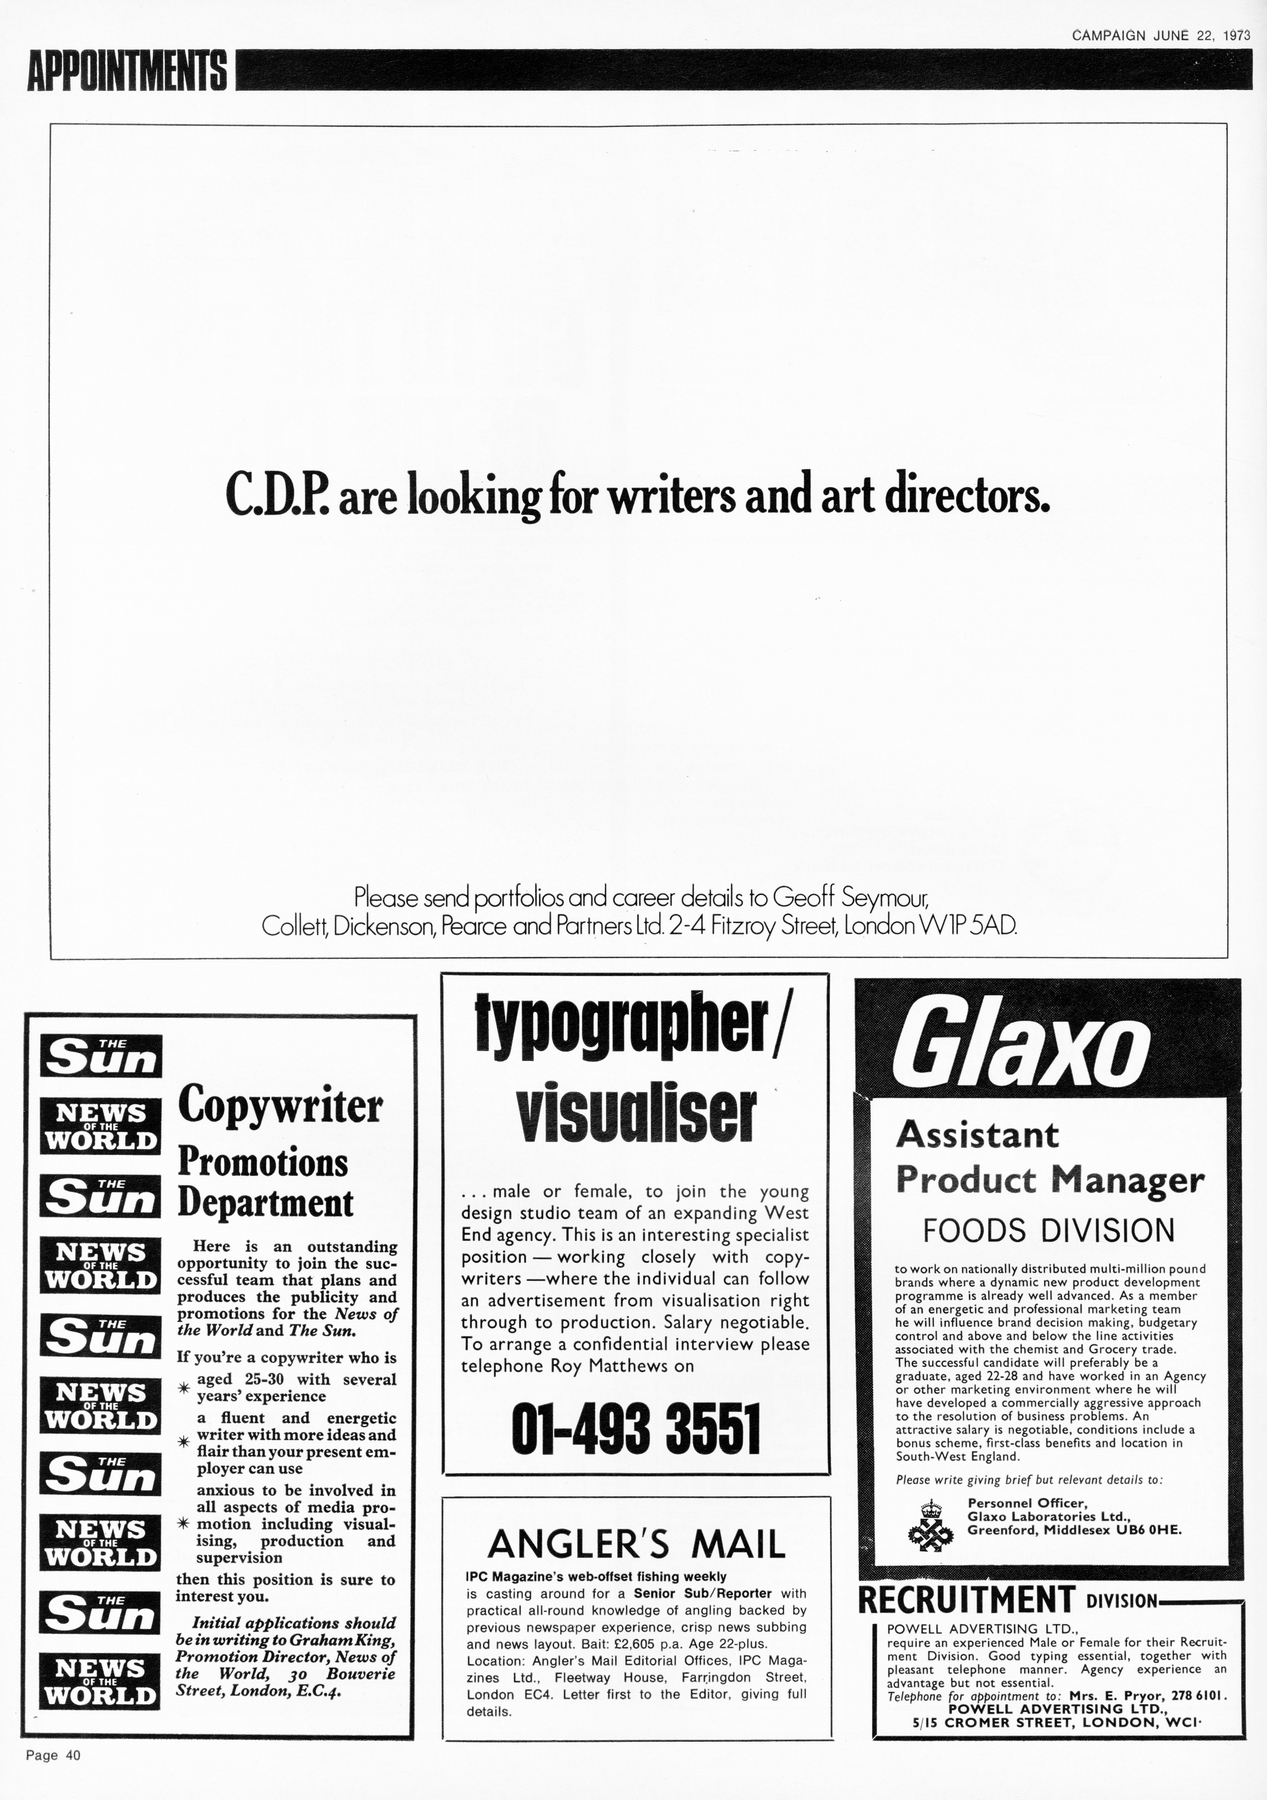 CAMPAIGN JUNE 22, 1973
APPOINTMENTS
C.D.P. are looking for writers and art directors.
Please send portfolios and career details to Geoff Seymour,
Collett, Dickenson, Pearce and Partners Ltd. 2-4 Fitzroy Street, London W1P 5AD.
THE
Sun
NEWS
OF THE
WORLD
THE
Sun
NEWS
OF THE
WORLD
THE
Sun
NEWS
OF THE
WORLD
THE
Sun
NEWS
OF THE
WORLD
THE
Sun
NEWS
OF THE
WORLD
Copywriter
Promotions
Department
Here is an outstanding
opportunity to join the suc-
cessful team that plans and
produces the publicity and
promotions for the News of
the World and The Sun.
If you're a copywriter who is
* aged 25-30 with several
years' experience
a fluent and energetic
* writer with more ideas and
flair than your present em-
ployer can use
anxious to be involved in
all aspects of media pro-
* motion including visual-
ising, production and
supervision
then this position is sure to
interest you.
Initial applications should
be in writing to Graham King,
Promotion Director, News of
the World, 30 Bouverie
Street, London, E.C.4.
typographer/
visualiser
... male or female, to join the young
design studio team of an expanding West
End agency. This is an interesting specialist
position — working closely with copy-
writers —where the individual can follow
an advertisement from visualisation right
through to production. Salary negotiable.
To arrange a confidential interview please
telephone Roy Matthews on
01-493 3551
ANGLER'S MAIL
IPC Magazine's web-offset fishing weekly
is casting around for a Senior Sub/Reporter with
practical all-round knowledge of angling backed by
previous newspaper experience, crisp news subbing
and news layout. Bait: £2,605 p.a. Age 22-plus.
Location: Angler's Mail Editorial Offices, IPC Maga-
zines Ltd., Fleetway House, Farringdon Street,
London EC4. Letter first to the Editor, giving full
details.
Glaxo
Assistant
Product Manager
FOODS DIVISION
to work on nationally distributed multi-million pound
brands where a dynamic new product development
programme is already well advanced. As a member
of an energetic and professional marketing team
he will influence brand decision making, budgetary
control and above and below the line activities
associated with the chemist and Grocery trade.
The successful candidate will preferably be a
graduate, aged 22-28 and have worked in an Agency
or other marketing environment where he will
have developed a commercially aggressive approach
to the resolution of business problems. An
attractive salary is negotiable, conditions include a
bonus scheme, first-class benefits and location in
South-West England.
Please write giving brief but relevant details to:
Personnel Officer,
Glaxo Laboratories Ltd.,
Greenford, Middlesex UB6 0HE.
RECRUITMENT DIVISION
POWELL ADVERTISING LTD.,
require an experienced Male or Female for their Recruit-
ment Division. Good typing essential, together with
pleasant telephone manner. Agency experience an
advantage but not essential.
Telephone for appointment to: Mrs. E. Pryor, 278 6101.
POWELL ADVERTISING LTD.,
5/15 CROMER STREET, LONDON, WC1·
Page 40